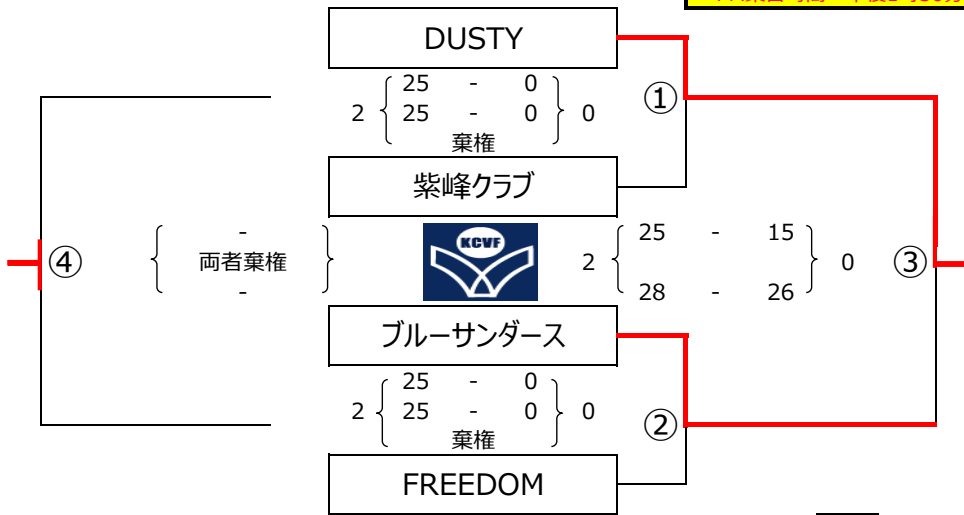 DUSTY
25 - 0
2 25 - 0 0
棄権
①
紫峰クラブ
④
-
両者棄権
-
KCVF
25 - 15
2 0
28 - 26
③
ブルーサンダース
25 - 0
2 25 - 0 0
棄権
②
FREEDOM